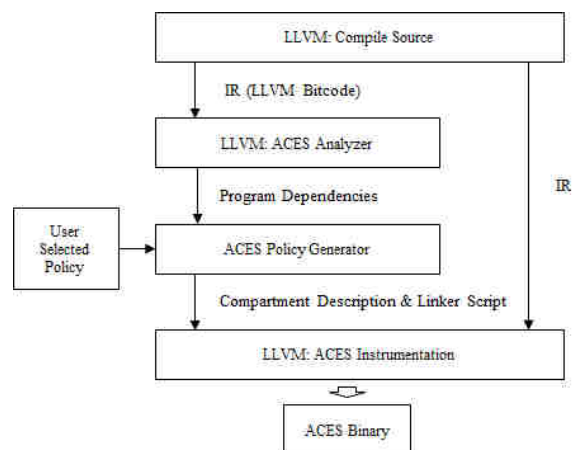 LLVM: Compile Source
IR (LLVM Bitcode)
LLVM: ACES Analyzer
IR
Program Dependencies
User
Selected
Policy
ACES Policy Generator
Compartment Description & Linker Script
LLVM: ACES Instrumentation
ACES Binary